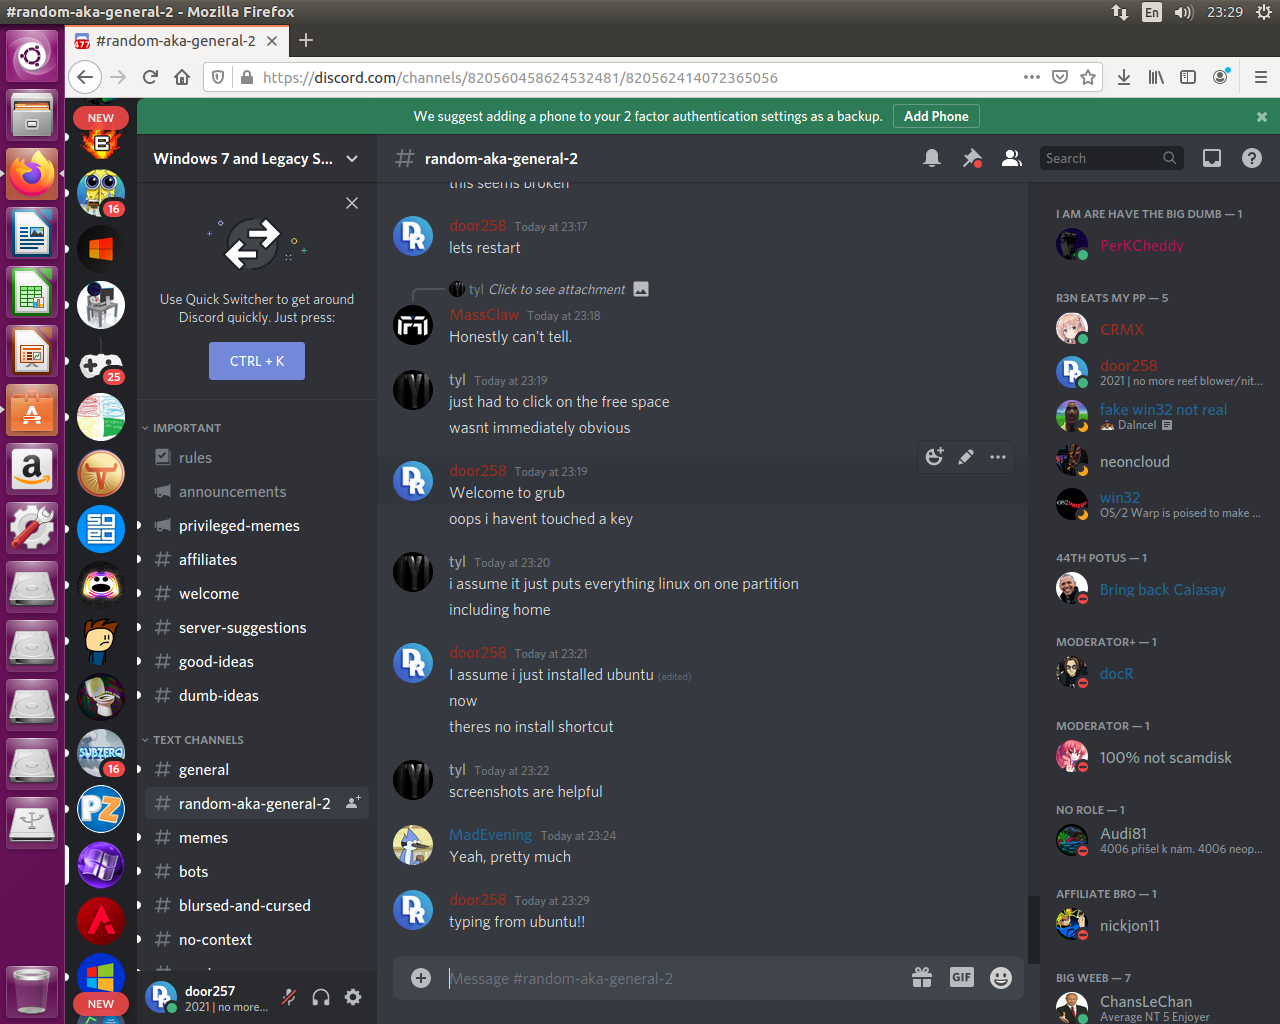 #random-aka-general-2 - Mozilla Firefox
En
23:29
477
#random-aka-general-2
https://discord.com/channels/820560458624532481/820562414072365056
NEW
We suggest adding a phone to your 2 factor authentication settings as a backup.
Add Phone
Windows 7 and Legacy S...
#random-aka-general-2
Search
Use Quick Switcher to get around
Discord quickly. Just press:
CTRL + K
IMPORTANT
rules
announcements
privileged-memes
affiliates
welcome
server-suggestions
good-ideas
dumb-ideas
TEXT CHANNELS
general
random-aka-general-2
memes
bots
blursed-and-cursed
no-context
16
25
16
NEW
door257
2021 | no more...
this seems broken
door258 Today at 23:17
lets restart
tyl Click to see attachment
MassClaw Today at 23:18
Honestly can't tell.
tyl Today at 23:19
just had to click on the free space
wasnt immediately obvious
door258 Today at 23:19
Welcome to grub
oops i havent touched a key
tyl Today at 23:20
i assume it just puts everything linux on one partition
including home
door258 Today at 23:21
I assume i just installed ubuntu (edited)
now
theres no install shortcut
tyl Today at 23:22
screenshots are helpful
MadEvening Today at 23:24
Yeah, pretty much
door258 Today at 23:29
typing from ubuntu!!
Message #random-aka-general-2
GIF
I AM ARE HAVE THE BIG DUMB — 1
PerKCheddy
R3N EATS MY PP — 5
CRMX
door258
2021 | no more reef blower/nit...
fake win32 not real
DaIncel
neoncloud
win32
OS/2 Warp is poised to make ...
44TH POTUS — 1
Bring back Calasay
MODERATOR+ — 1
docR
MODERATOR — 1
100% not scamdisk
NO ROLE — 1
Audi81
4006 přišel k nám. 4006 neop...
AFFILIATE BRO — 1
nickjon11
BIG WEEB — 7
ChansLeChan
Average NT 5 Enjoyer